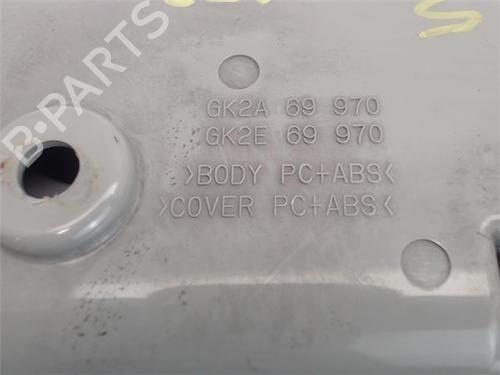 B-PARTS
S
GK2A 69 970
GK2E 69 970
>BODY PC+ABS<
>COVER PC+ABS<